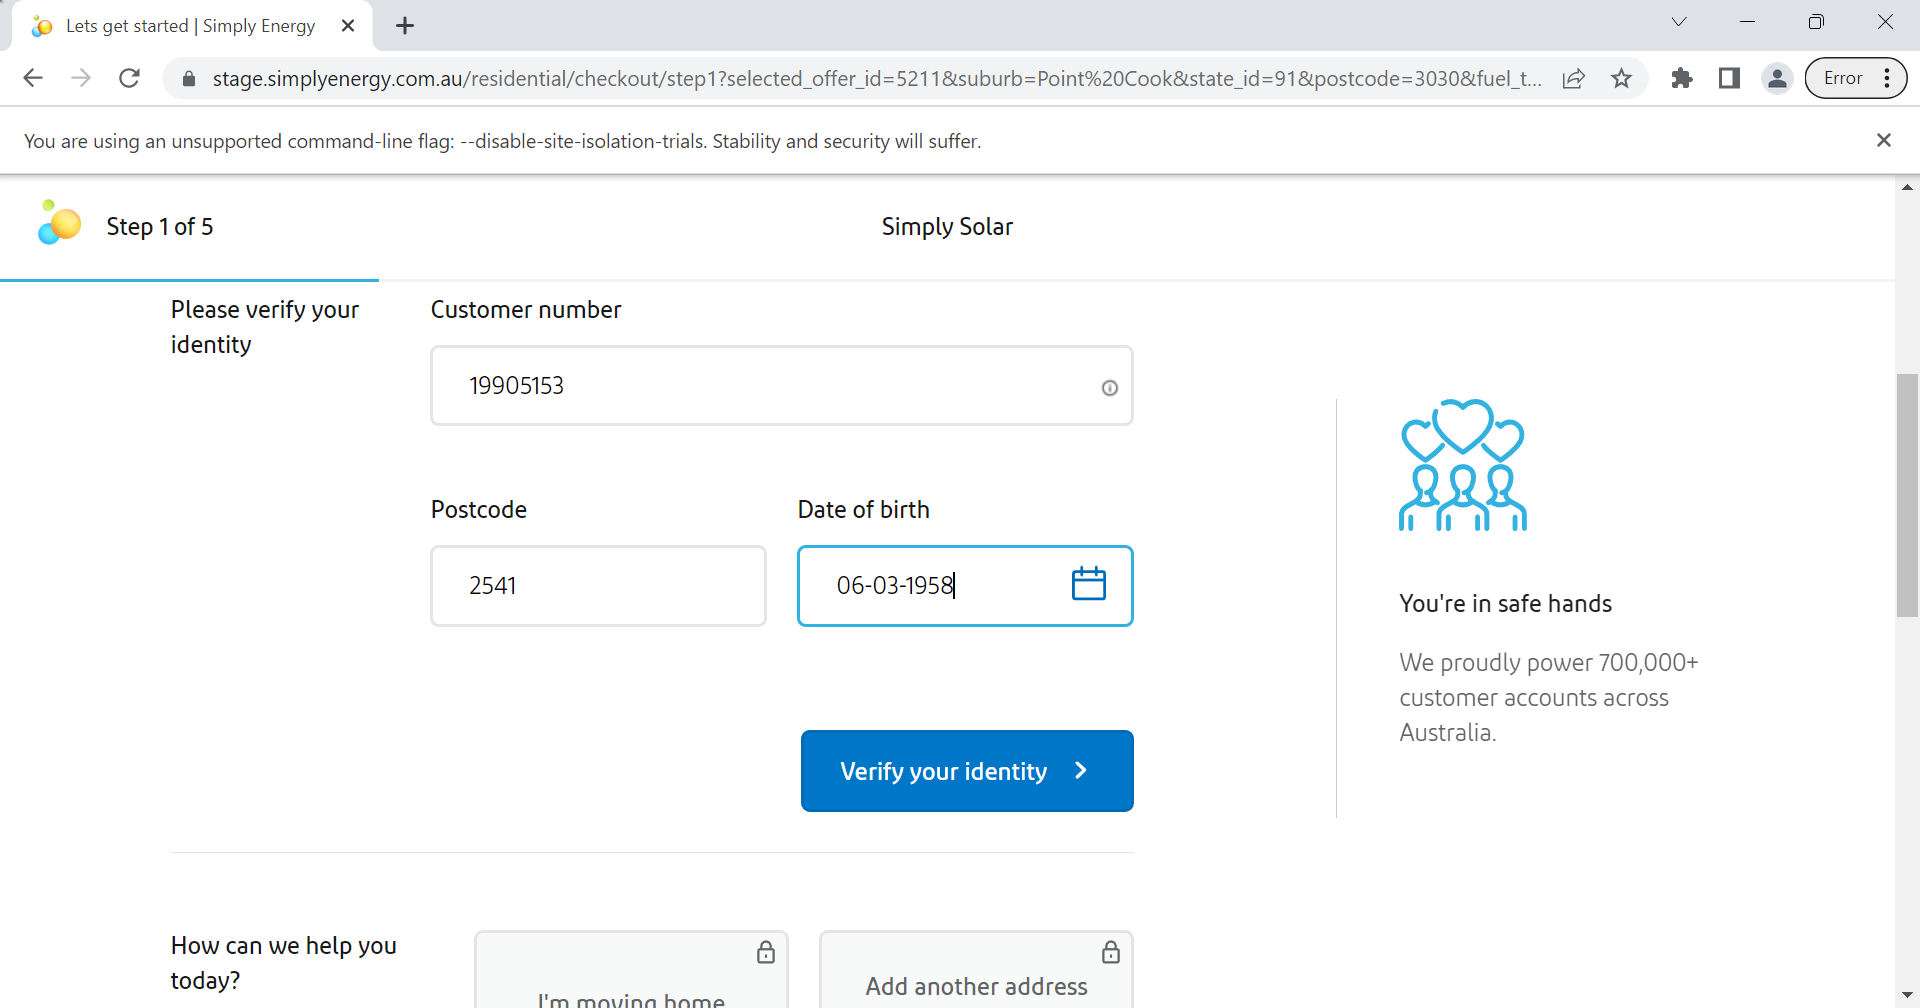 Lets get started | Simply Energy
stage.simplyenergy.com.au/residential/checkout/step1?selected_offer_id=5211&suburb=Point%20Cook&state_id=91&postcode=3030&fuel_t...
Error
You are using an unsupported command-line flag: --disable-site-isolation-trials. Stability and security will suffer.
Step 1 of 5
Simply Solar
Please verify your
identity
Customer number
19905153
Postcode
Date of birth
2541
06-03-1958
Verify your identity
You're in safe hands
We proudly power 700,000+
customer accounts across
Australia.
How can we help you
today?
I'm moving home
Add another address